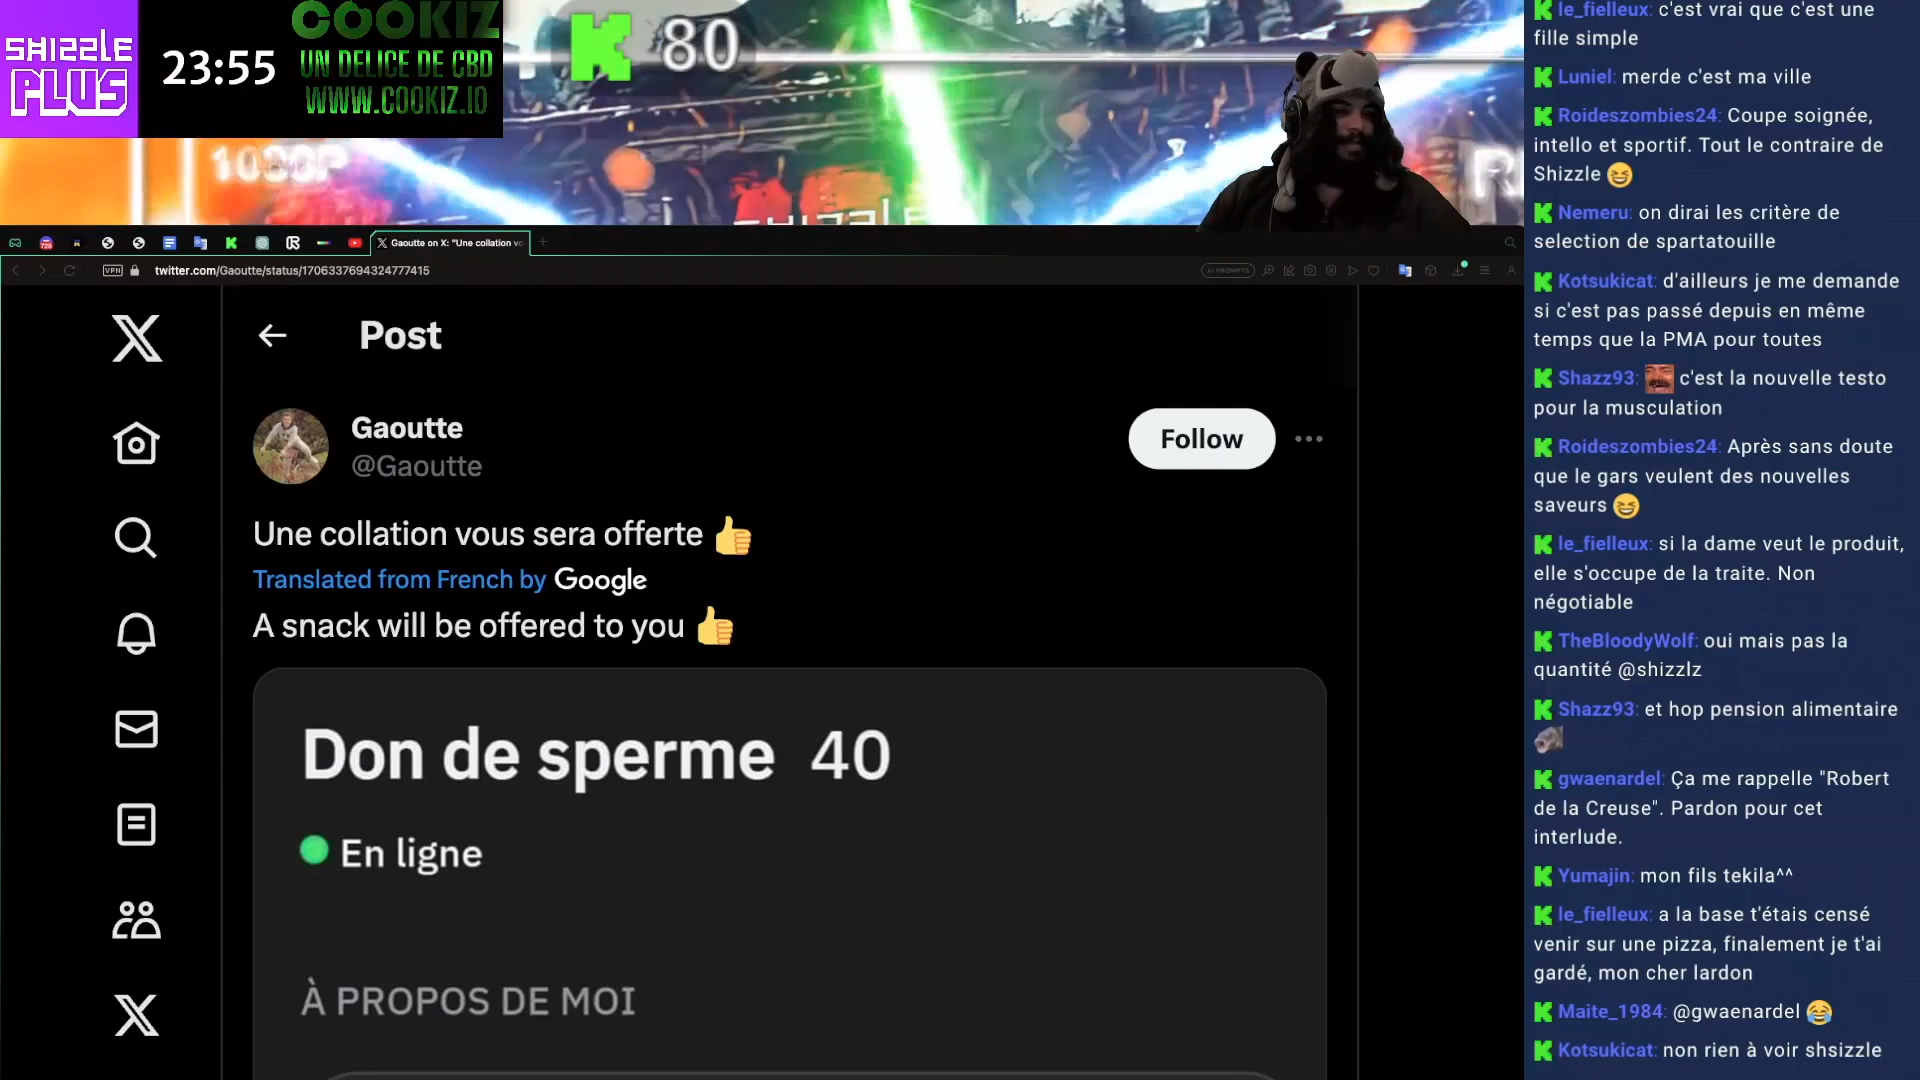 SHIZZLE
PLUS
23:55
COOKIZ
UN DELICE DE CBD
WWW.COOKIZ.IO
80
1080P
Gaoutte on X: "Une collation vo
VPN
twitter.com/Gaoutte/status/1706337694324777415
AI PROMPTS
Post
Gaoutte
@Gaoutte
Follow
Une collation vous sera offerte 👍
Translated from French by Google
A snack will be offered to you 👍
Don de sperme 40
En ligne
À PROPOS DE MOI
le_fielleux: c'est vrai que c'est une
fille simple
Luniel: merde c'est ma ville
Roideszombies24: Coupe soignée,
intello et sportif. Tout le contraire de
Shizzle 😆
Nemeru: on dirai les critère de
selection de spartatouille
Kotsukicat: d'ailleurs je me demande
si c'est pas passé depuis en même
temps que la PMA pour toutes
Shazz93: c'est la nouvelle testo
pour la musculation
Roideszombies24: Après sans doute
que le gars veulent des nouvelles
saveurs 😆
le_fielleux: si la dame veut le produit,
elle s'occupe de la traite. Non
négotiable
TheBloodyWolf: oui mais pas la
quantité @shizzlz
Shazz93: et hop pension alimentaire
gwaenardel: Ça me rappelle "Robert
de la Creuse". Pardon pour cet
interlude.
Yumajin: mon fils tekila^^
le_fielleux: a la base t'étais censé
venir sur une pizza, finalement je t'ai
gardé, mon cher lardon
Maite_1984: @gwaenardel 😂
Kotsukicat: non rien à voir shsizzle